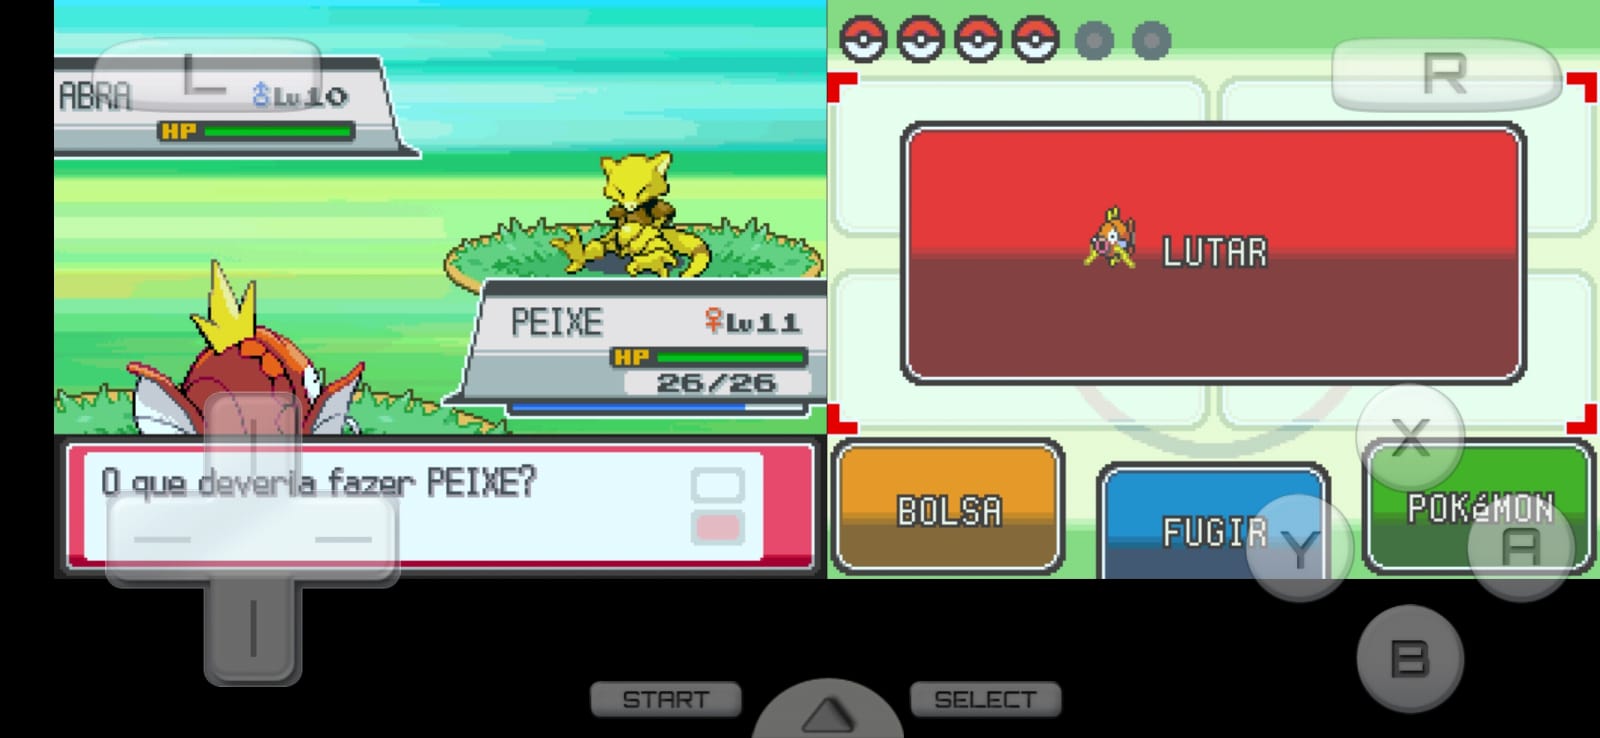 L
ABRA ♂Lv10
HP
PEIXE ♀Lv11
HP
26/26
O que deveria fazer PEIXE?
R
LUTAR
X
BOLSA
FUGIR
Y
POKéMON
A
B
START
SELECT